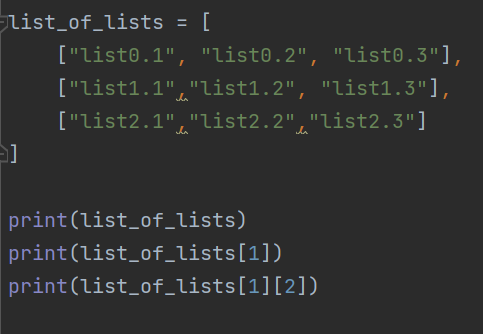 list_of_lists = [
    ["list0.1", "list0.2", "list0.3"],
    ["list1.1","list1.2", "list1.3"],
    ["list2.1","list2.2","list2.3"]
]
print(list_of_lists)
print(list_of_lists[1])
print(list_of_lists[1][2])